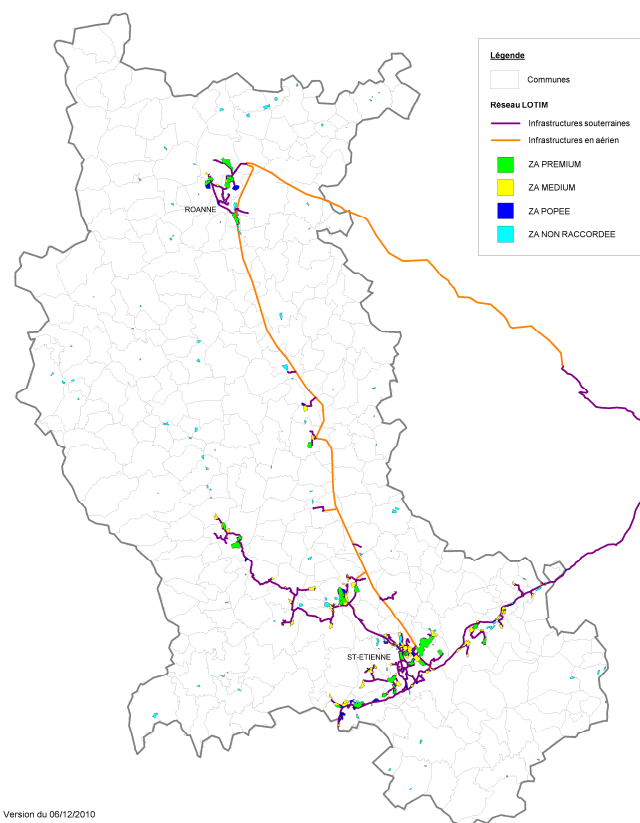 Légende
Communes
Réseau LOTIM
Infrastructures souterraines
Infrastructures en aérien
ZA PREMIUM
ZA MEDIUM
ZA POPEE
ZA NON RACCORDEE
ROANNE
ST-ETIENNE
Version du 06/12/2010